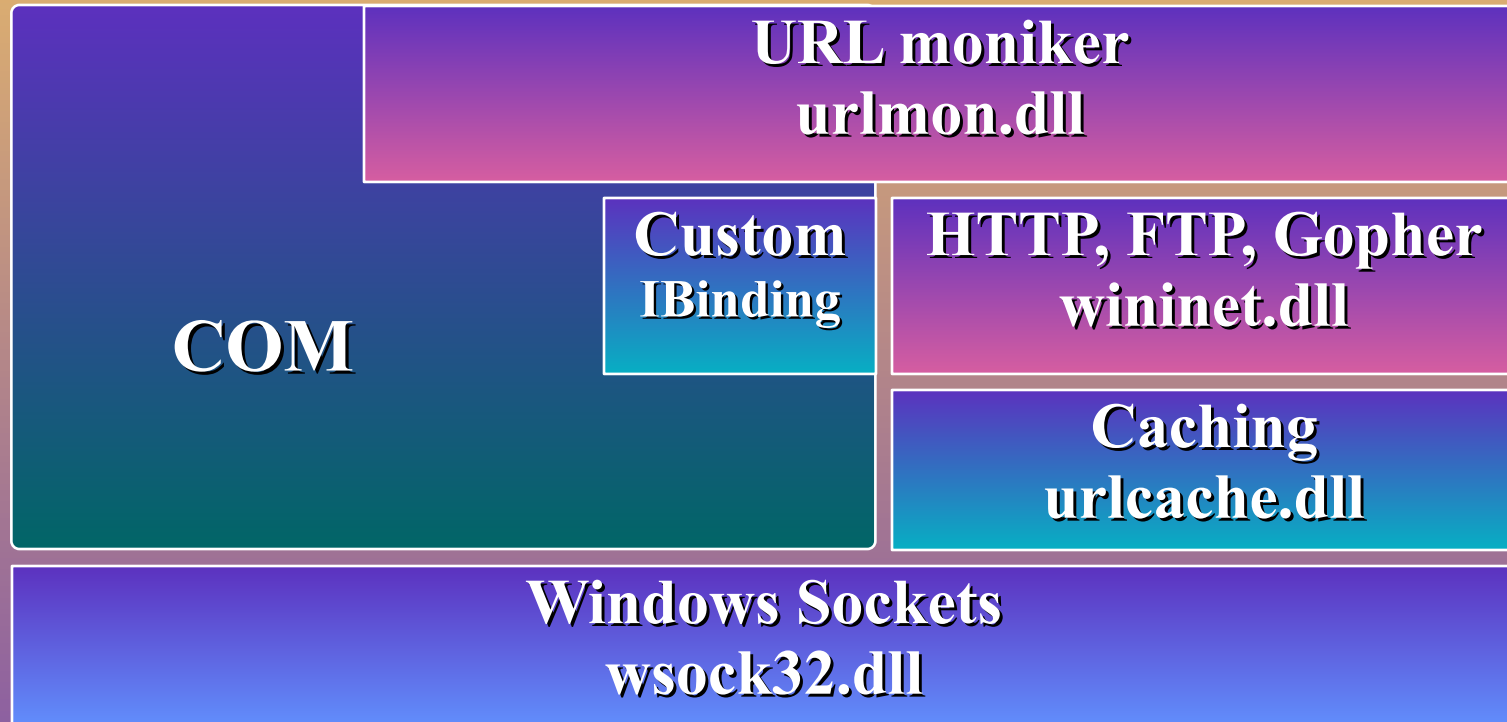 URL moniker
urlmon.dll
Custom
IBinding
HTTP, FTP, Gopher
wininet.dll
COM
Caching
urlcache.dll
Windows Sockets
wsock32.dll